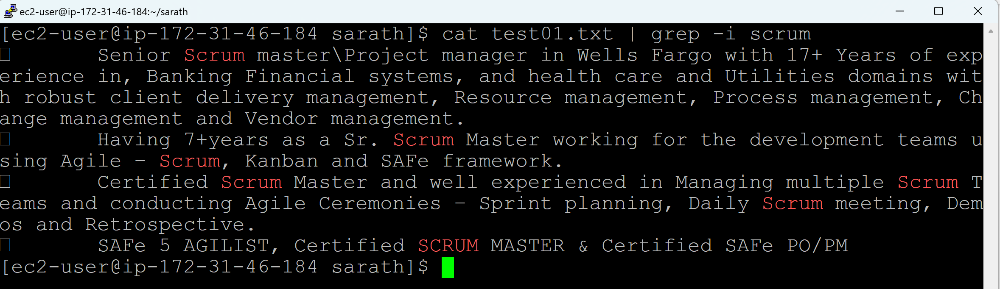 ec2-user@ip-172-31-46-184:~/sarath
[ec2-user@ip-172-31-46-184 sarath]$ cat test01.txt | grep -i scrum
□       Senior Scrum master\Project manager in Wells Fargo with 17+ Years of exp
erience in, Banking Financial systems, and health care and Utilities domains wit
h robust client delivery management, Resource management, Process management, Ch
ange management and Vendor management.
□       Having 7+years as a Sr. Scrum Master working for the development teams u
sing Agile – Scrum, Kanban and SAFe framework.
□       Certified Scrum Master and well experienced in Managing multiple Scrum T
eams and conducting Agile Ceremonies – Sprint planning, Daily Scrum meeting, Dem
os and Retrospective.
□       SAFe 5 AGILIST, Certified SCRUM MASTER & Certified SAFe PO/PM
[ec2-user@ip-172-31-46-184 sarath]$